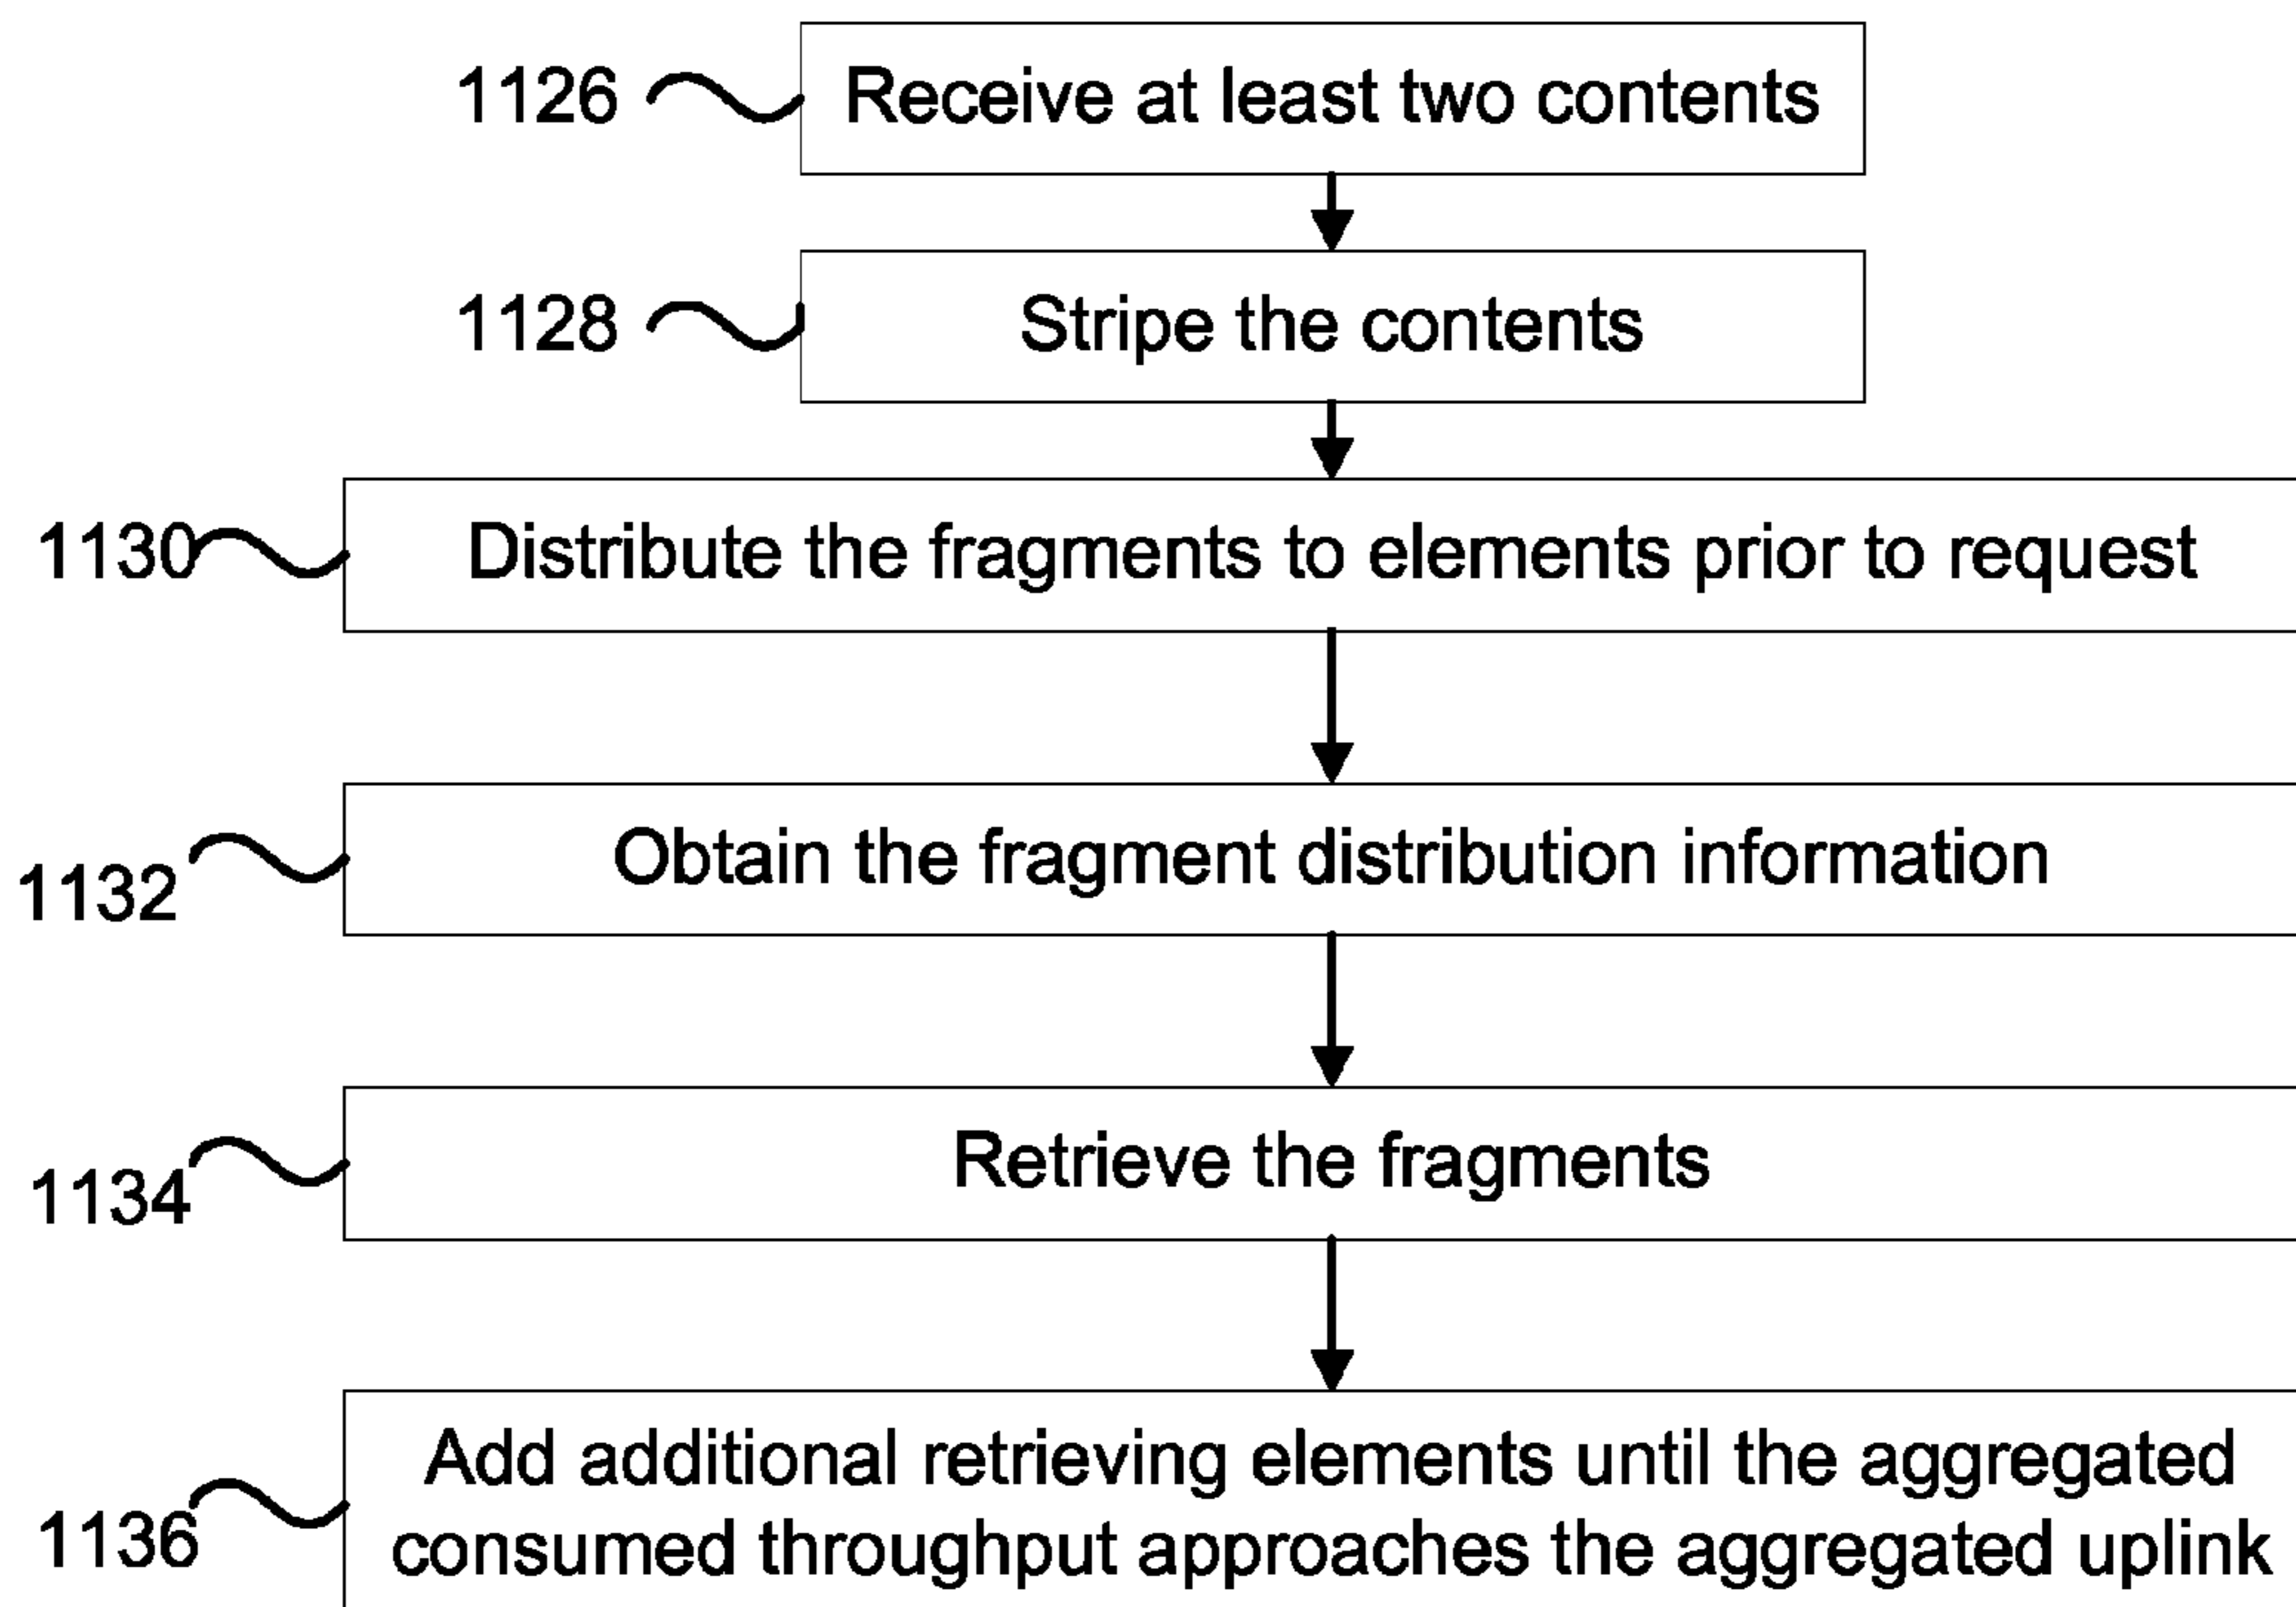 1126 Receive at least two contents
1128 Stripe the contents
1130 Distribute the fragments to elements prior to request
1132 Obtain the fragment distribution information
1134 Retrieve the fragments
1136 Add additional retrieving elements until the aggregated
consumed throughput approaches the aggregated uplink